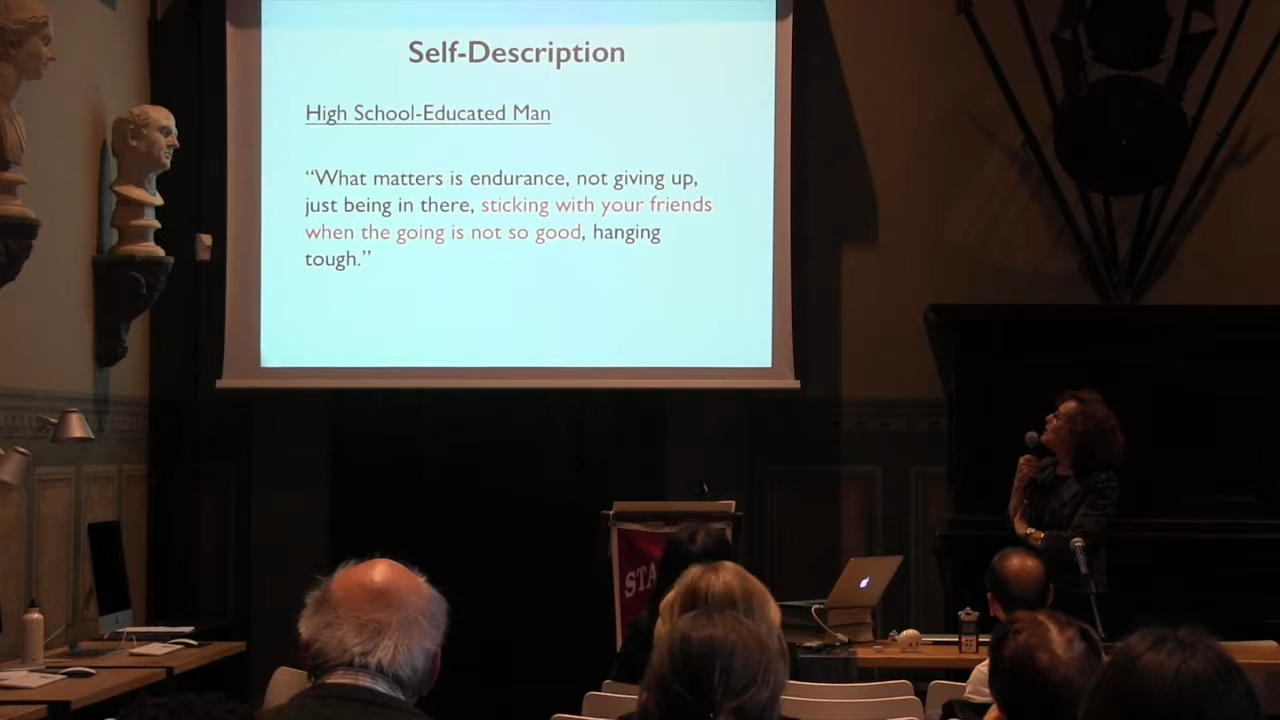 Self-Description
High School-Educated Man
“What matters is endurance, not giving up,
just being in there, sticking with your friends
when the going is not so good, hanging
tough.”
STA